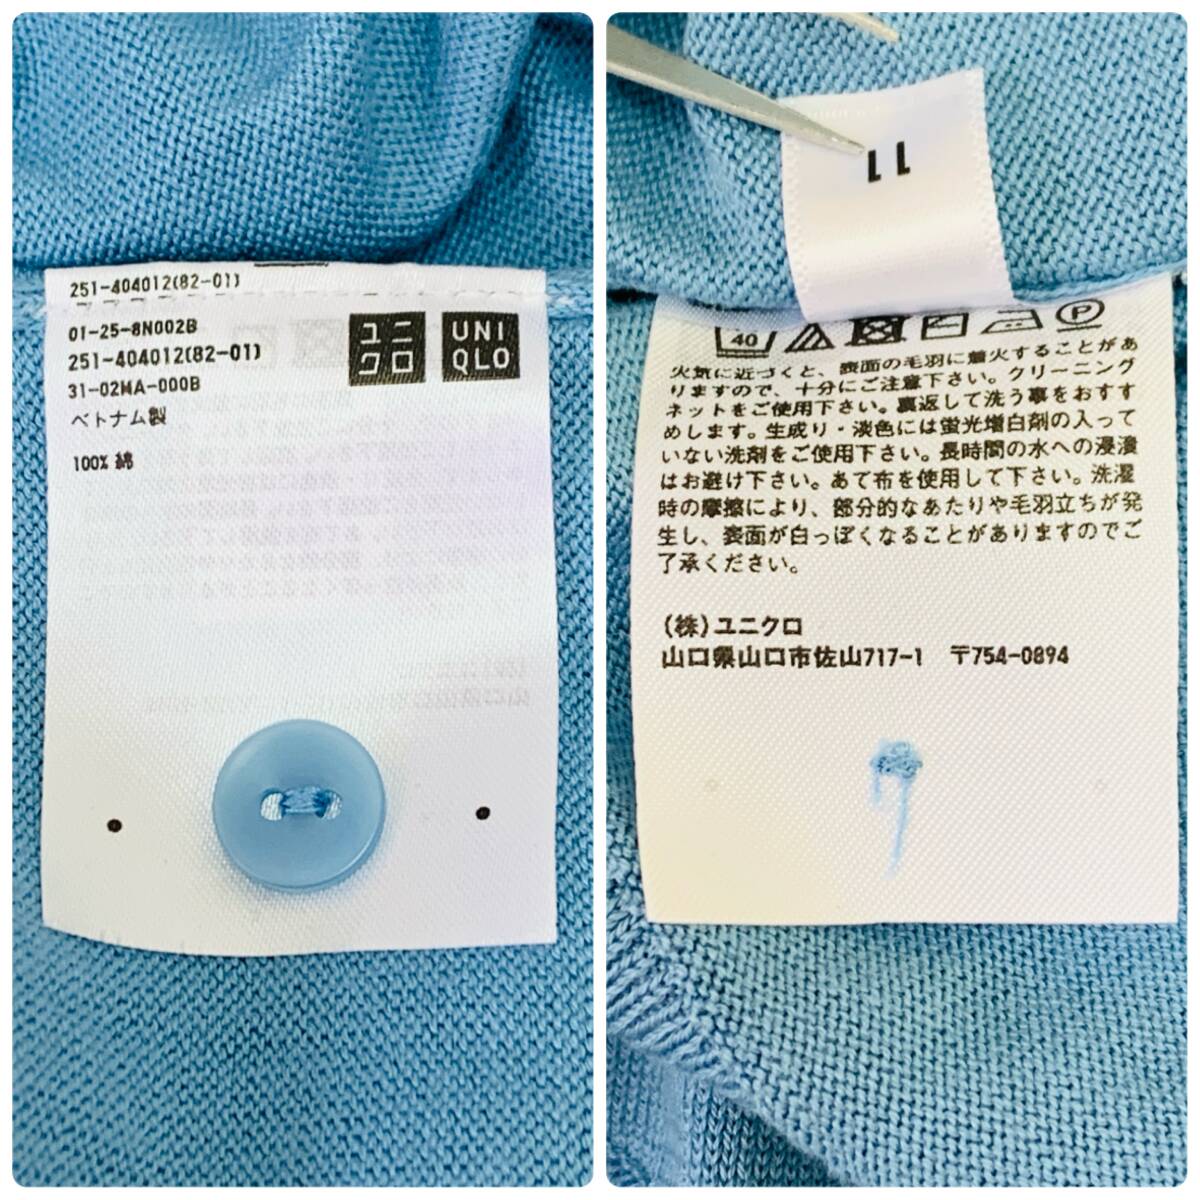 251-404012(82-01)
01-25-8N002B
251-404012(82-01)
31-02MA-000B
ベトナム製
100% 綿
ユニ
クロ
UNI
QLO
11
40
火気に近づくと、表面の毛羽に着火することがあ
りますので、十分にご注意下さい。クリーニング
ネットをご使用下さい。裏返して洗う事をおすす
めします。生成り・淡色には蛍光増白剤の入って
いない洗剤をご使用下さい。長時間の水への浸漬
はお避け下さい。あて布を使用して下さい。洗濯
時の摩擦により、部分的なあたりや毛羽立ちが発
生し、表面が白っぽくなることがありますのでご
了承ください。
(株)ユニクロ
山口県山口市佐山717-1 〒754-0894